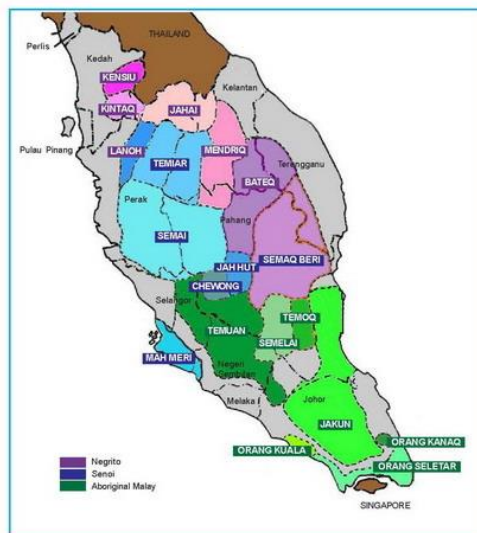 THAILAND
Perlis
Kedah
KENSIU
Kelantan
KINTAQ
JAHAI
Pulau Pinang
LANOH
MENDRIQ
TEMIAR
Terengganu
BATEQ
Perak
Pahang
SEMAI
SEMAQ BERI
JAH HUT
CHEWONG
Selangor
TEMUAN
TEMOQ
SEMELAI
MAH MERI
Negeri
Sembilan
Melaka
Johor
JAKUN
ORANG KANAQ
ORANG KUALA
ORANG SELETAR
Negrito
Senoi
Aboriginal Malay
SINGAPORE